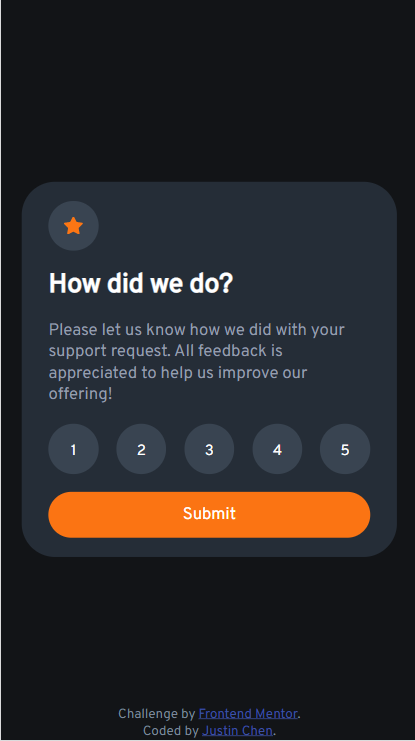 How did we do?
Please let us know how we did with your
support request. All feedback is
appreciated to help us improve our
offering!
1 2 3 4 5
Submit
Challenge by Frontend Mentor.
Coded by Justin Chen.